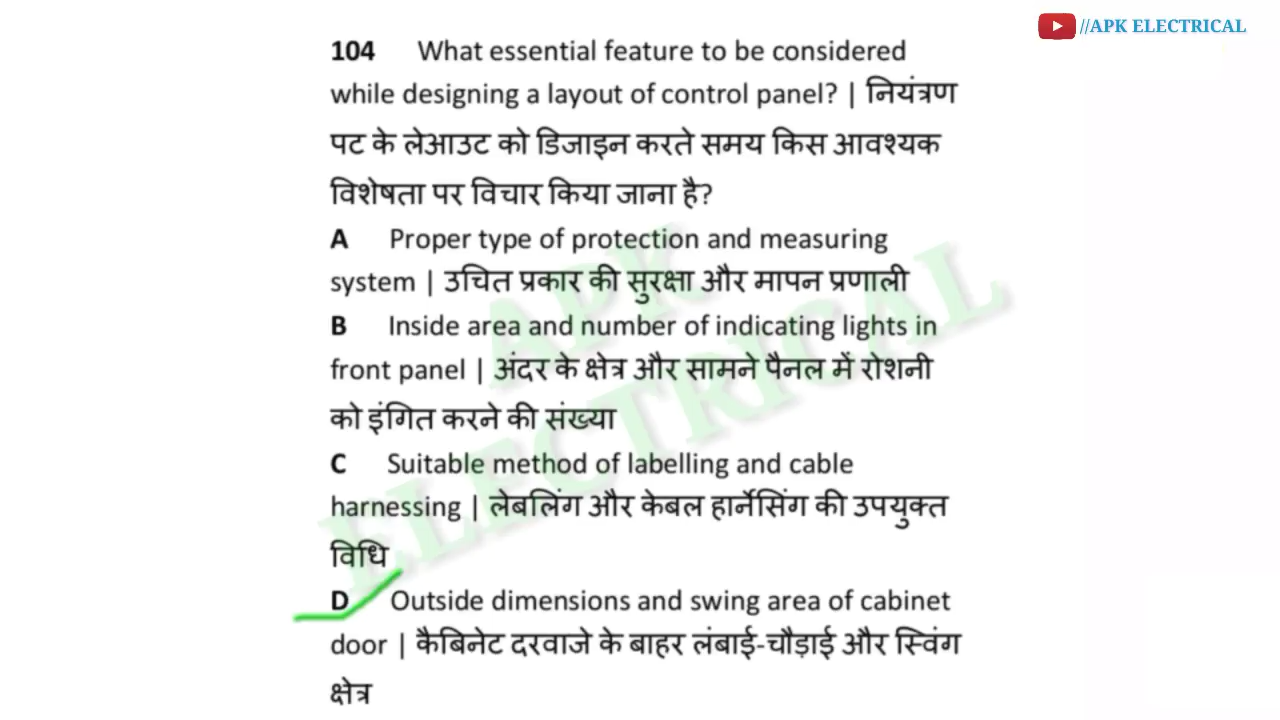 //APK ELECTRICAL
104 What essential feature to be considered
while designing a layout of control panel? | नियंत्रण
पट के लेआउट को डिजाइन करते समय किस आवश्यक
विशेषता पर विचार किया जाना है?
A Proper type of protection and measuring
system | उचित प्रकार की सुरक्षा और मापन प्रणाली
B Inside area and number of indicating lights in
front panel | अंदर के क्षेत्र और सामने पैनल में रोशनी
को इंगित करने की संख्या
C Suitable method of labelling and cable
harnessing | लेबलिंग और केबल हार्नेसिंग की उपयुक्त
विधि
D Outside dimensions and swing area of cabinet
door | कैबिनेट दरवाजे के बाहर लंबाई-चौड़ाई और स्विंग
क्षेत्र
APK
ELECTRICAL